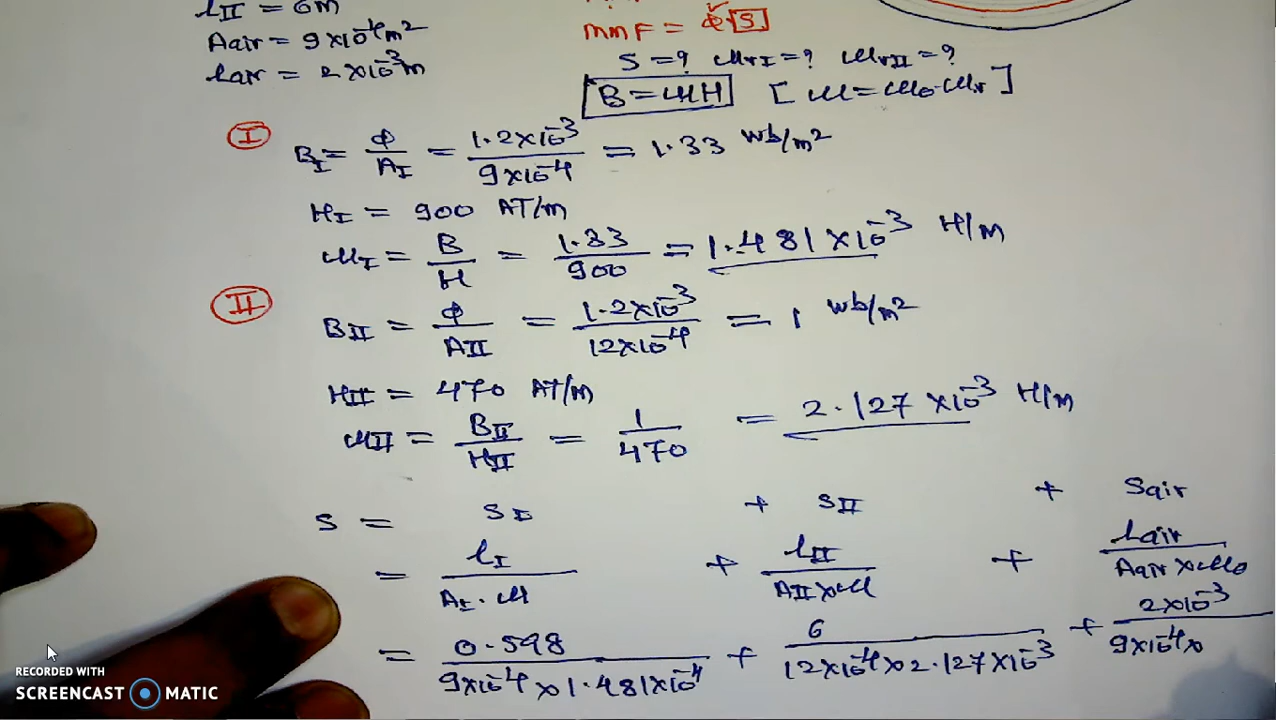 lII = 6m
Aair = 9×10⁻⁴m²
lair = 2×10⁻³m
MMF = Φ[S]
S = ? μrI = ? μrII = ?
B = μH [μ = μ0·μr]
I BI = Φ/AI = 1.2×10⁻³/9×10⁻⁴ = 1.33 wb/m²
HI = 900 AT/m
μI = B/H = 1.33/900 = 1.481×10⁻³ H/M
II BII = Φ/AII = 1.2×10⁻³/12×10⁻⁴ = 1 wb/m²
HII = 470 AT/M
μII = BII/HII = 1/470 = 2.127×10⁻³ H/M
S = SI + SII + Sair
= lI/AI·μ + lII/AII×μ + lair/Aair×μ0
= 0.598/9×10⁻⁴×1.481×10⁻⁴ + 6/12×10⁻⁴×2.127×10⁻³ + 2×10⁻³/9×10⁻⁴×
RECORDED WITH
SCREENCAST MATIC